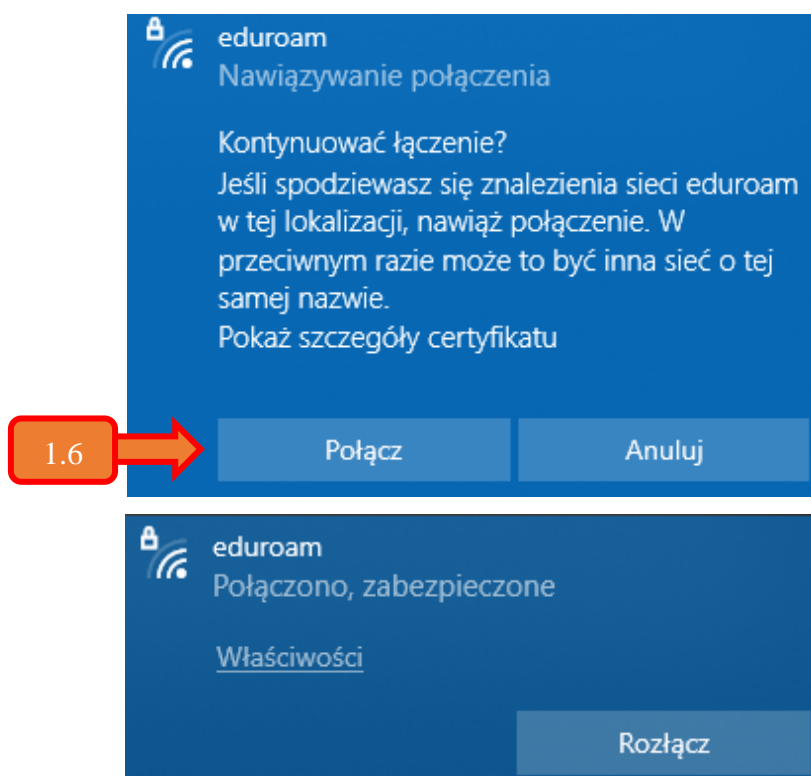 eduroam
Nawiązywanie połączenia
Kontynuować łączenie?
Jeśli spodziewasz się znalezienia sieci eduroam
w tej lokalizacji, nawiąż połączenie. W
przeciwnym razie może to być inna sieć o tej
samej nazwie.
Pokaż szczegóły certyfikatu
1.6 Połącz Anuluj
eduroam
Połączono, zabezpieczone
Właściwości
Rozłącz